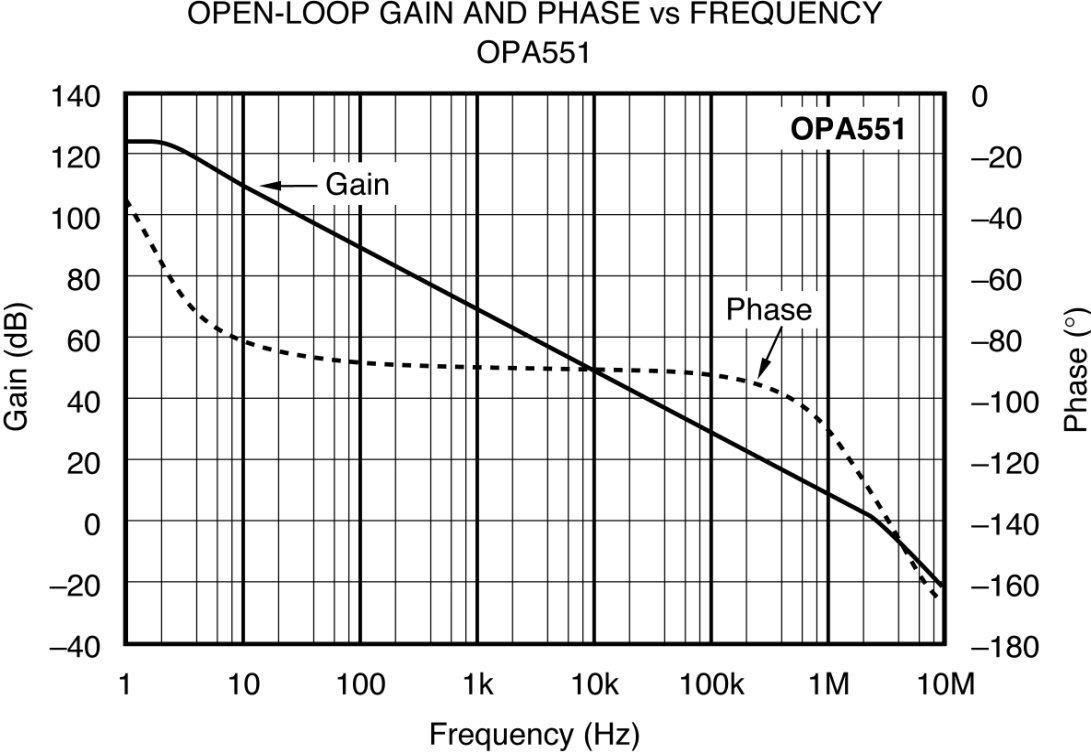 OPEN-LOOP GAIN AND PHASE vs FREQUENCY
OPA551
140
120
100
80
60
40
20
0
–20
–40
Gain (dB)
OPA551
Gain
Phase
0
–20
–40
–60
–80
–100
–120
–140
–160
–180
Phase (°)
1
10
100
1k
10k
100k
1M
10M
Frequency (Hz)